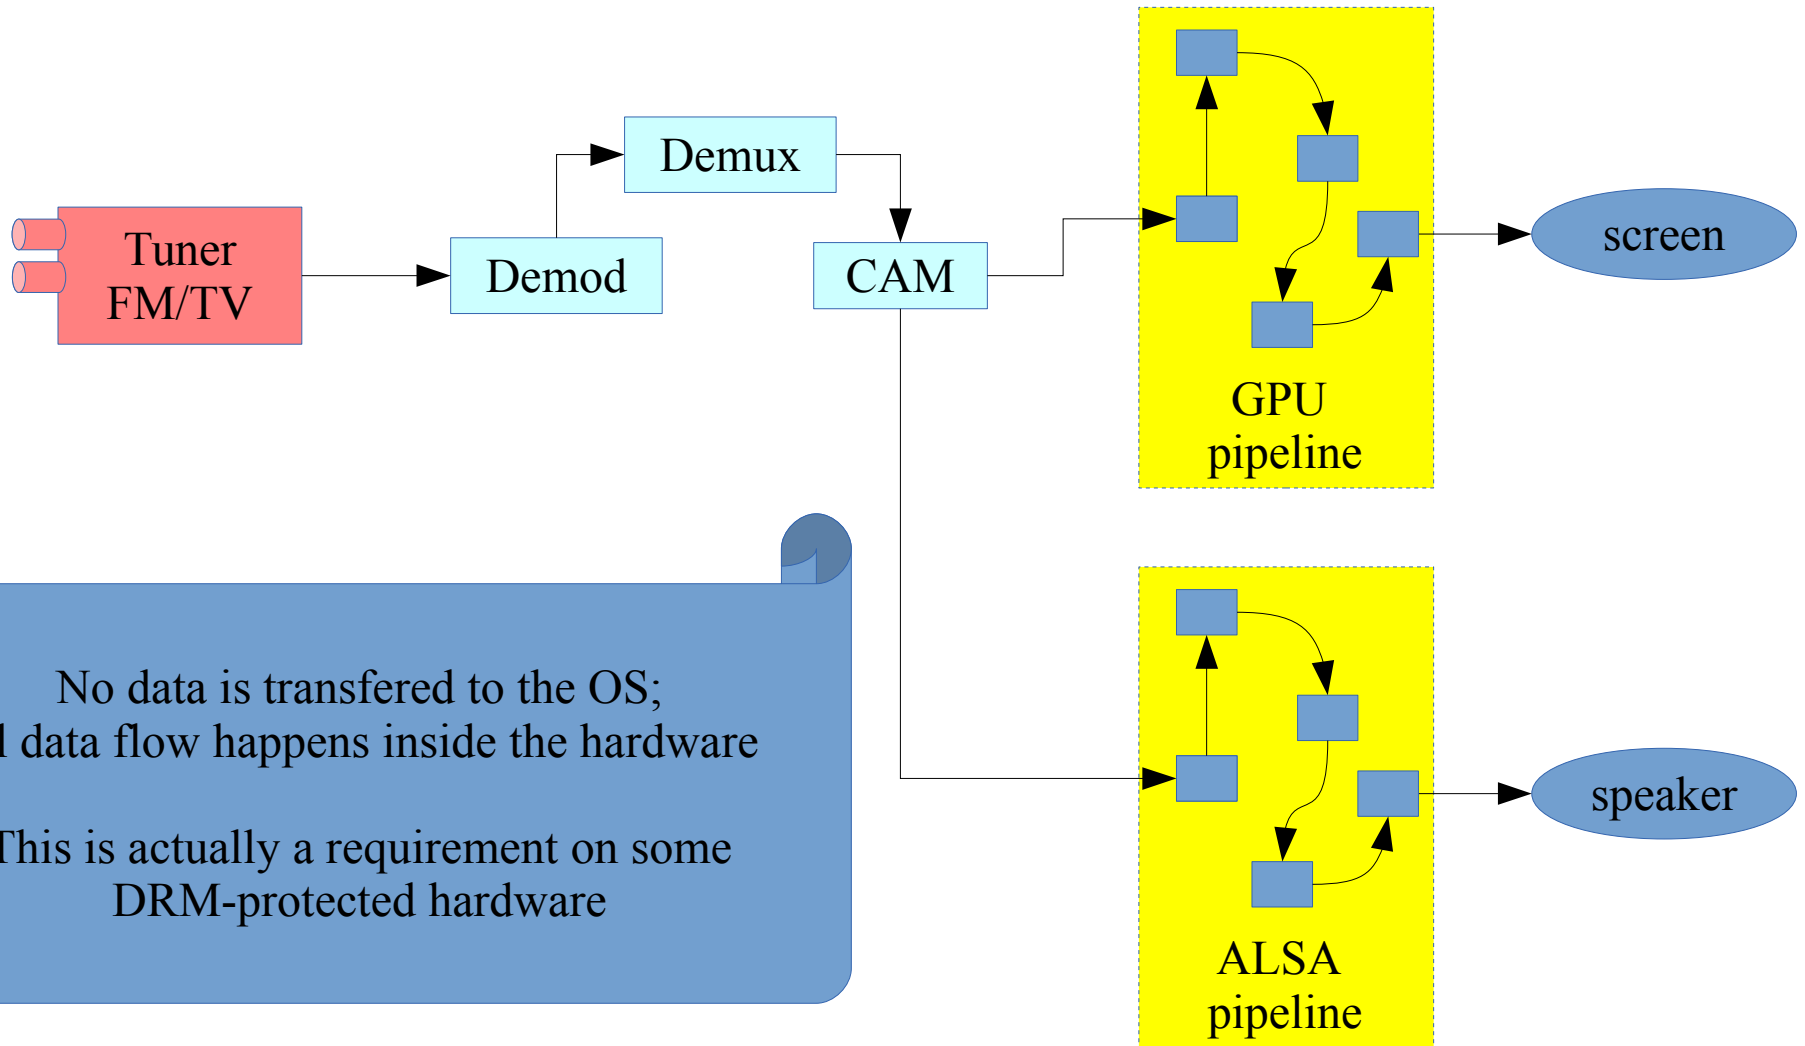 Demux
Tuner
FM/TV
Demod
CAM
screen
GPU
pipeline
No data is transfered to the OS;
data flow happens inside the hardware
This is actually a requirement on some
DRM-protected hardware
speaker
ALSA
pipeline